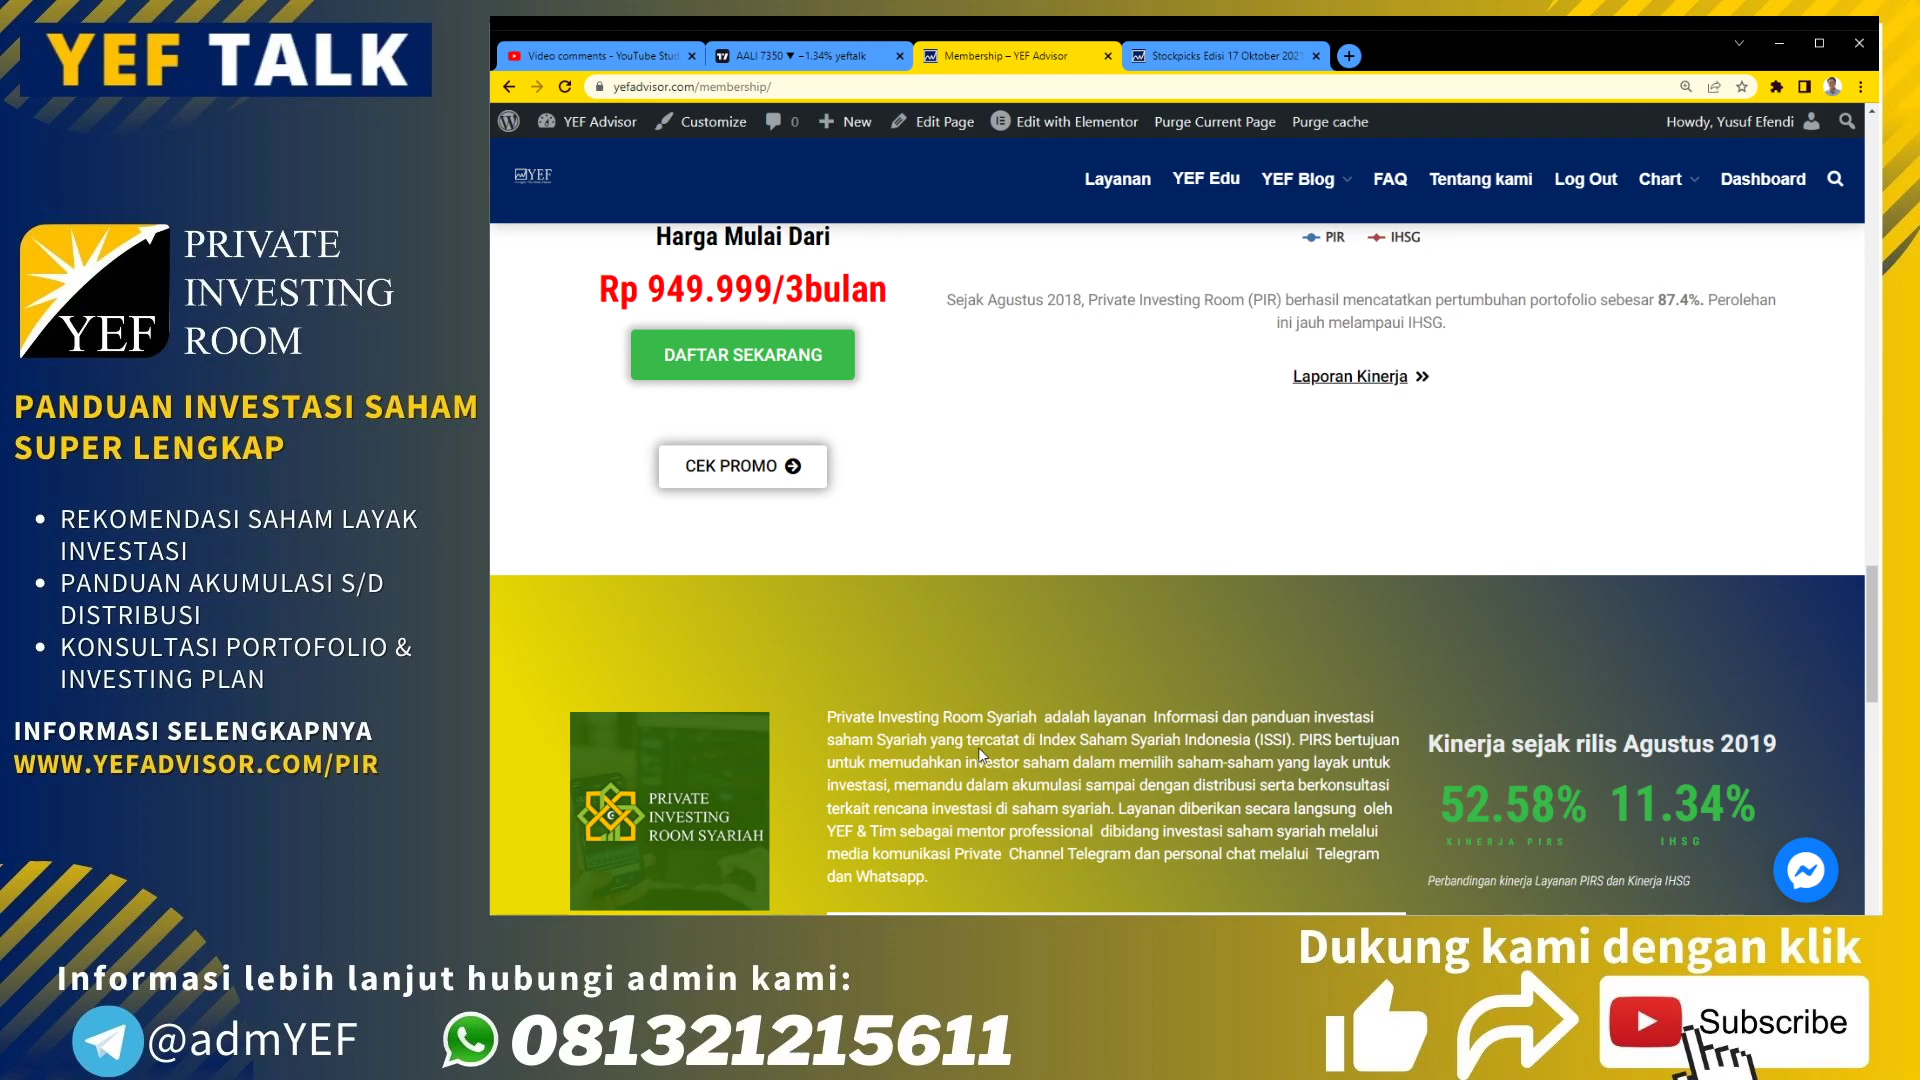 YEF TALK
YEF
PRIVATE
INVESTING
ROOM
PANDUAN INVESTASI SAHAM
SUPER LENGKAP
• REKOMENDASI SAHAM LAYAK
INVESTASI
• PANDUAN AKUMULASI S/D
DISTRIBUSI
• KONSULTASI PORTOFOLIO &
INVESTING PLAN
INFORMASI SELENGKAPNYA
WWW.YEFADVISOR.COM/PIR
Video comments - YouTube Stud
AALI 7350 ▼ −1.34% yeftalk
Membership – YEF Advisor
Stockpicks Edisi 17 Oktober 2021
yefadvisor.com/membership/
YEF Advisor
Customize
0
New
Edit Page
Edit with Elementor
Purge Current Page
Purge cache
Howdy, Yusuf Efendi
YEF
Layanan
YEF Edu
YEF Blog
FAQ
Tentang kami
Log Out
Chart
Dashboard
Harga Mulai Dari
Rp 949.999/3bulan
DAFTAR SEKARANG
CEK PROMO
PIR
IHSG
Sejak Agustus 2018, Private Investing Room (PIR) berhasil mencatatkan pertumbuhan portofolio sebesar 87.4%. Perolehan
ini jauh melampaui IHSG.
Laporan Kinerja
PRIVATE
INVESTING
ROOM SYARIAH
Private Investing Room Syariah adalah layanan Informasi dan panduan investasi
saham Syariah yang tercatat di Index Saham Syariah Indonesia (ISSI). PIRS bertujuan
untuk memudahkan investor saham dalam memilih saham-saham yang layak untuk
investasi, memandu dalam akumulasi sampai dengan distribusi serta berkonsultasi
terkait rencana investasi di saham syariah. Layanan diberikan secara langsung oleh
YEF & Tim sebagai mentor professional dibidang investasi saham syariah melalui
media komunikasi Private Channel Telegram dan personal chat melalui Telegram
dan Whatsapp.
Kinerja sejak rilis Agustus 2019
52.58% 11.34%
KINERJA PIRS IHSG
Perbandingan kinerja Layanan PIRS dan Kinerja IHSG
Informasi lebih lanjut hubungi admin kami:
@admYEF
081321215611
Dukung kami dengan klik
Subscribe